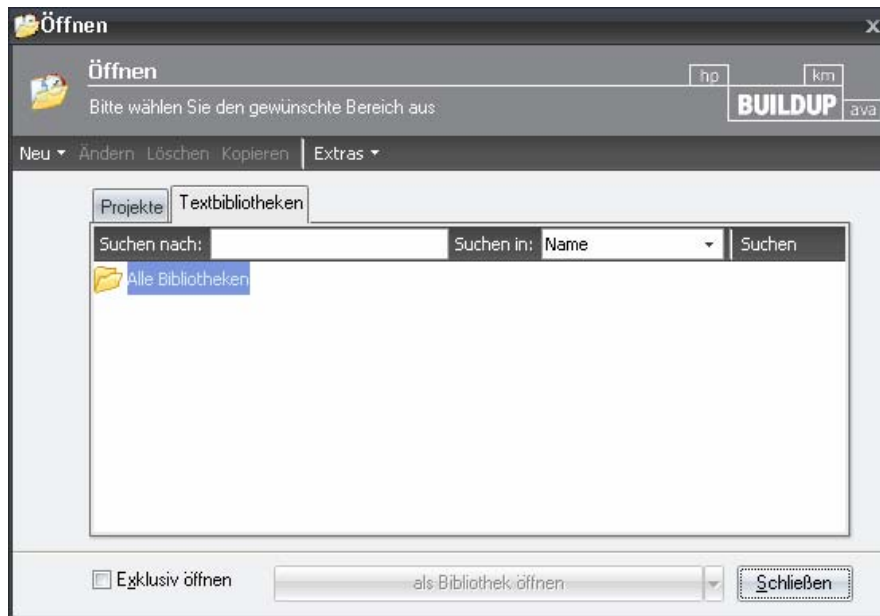 Öffnen
Öffnen
Bitte wählen Sie den gewünschte Bereich aus
hp km
BUILDUP ava
Neu Ändern Löschen Kopieren Extras
Projekte Textbibliotheken
Suchen nach: Suchen in: Name Suchen
Alle Bibliotheken
Exklusiv öffnen als Bibliothek öffnen Schließen